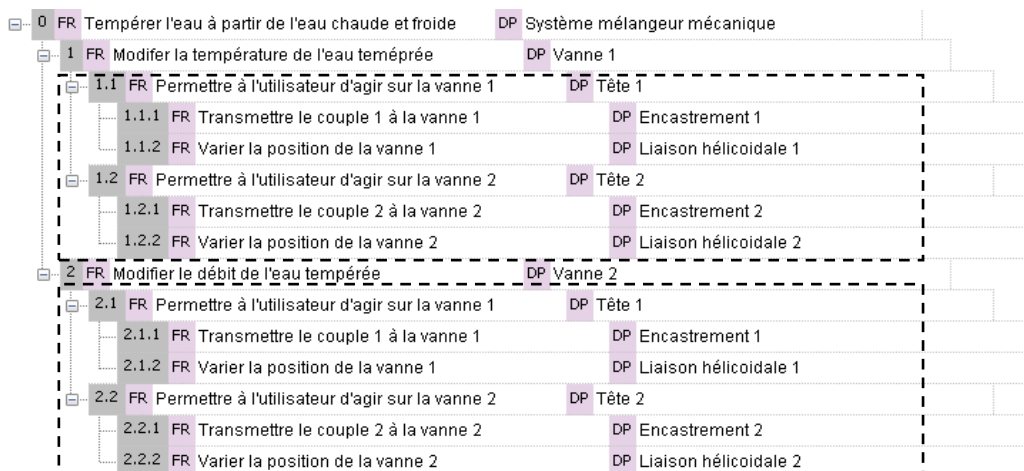 0 FR Tempérer l'eau à partir de l'eau chaude et froide DP Système mélangeur mécanique
1 FR Modifer la température de l'eau teméprée DP Vanne 1
1.1 FR Permettre à l'utilisateur d'agir sur la vanne 1 DP Tête 1
1.1.1 FR Transmettre le couple 1 à la vanne 1 DP Encastrement 1
1.1.2 FR Varier la position de la vanne 1 DP Liaison hélicoidale 1
1.2 FR Permettre à l'utilisateur d'agir sur la vanne 2 DP Tête 2
1.2.1 FR Transmettre le couple 2 à la vanne 2 DP Encastrement 2
1.2.2 FR Varier la position de la vanne 2 DP Liaison hélicoidale 2
2 FR Modifier le débit de l'eau tempérée DP Vanne 2
2.1 FR Permettre à l'utilisateur d'agir sur la vanne 1 DP Tête 1
2.1.1 FR Transmettre le couple 1 à la vanne 1 DP Encastrement 1
2.1.2 FR Varier la position de la vanne 1 DP Liaison hélicoidale 1
2.2 FR Permettre à l'utilisateur d'agir sur la vanne 2 DP Tête 2
2.2.1 FR Transmettre le couple 2 à la vanne 2 DP Encastrement 2
2.2.2 FR Varier la position de la vanne 2 DP Liaison hélicoidale 2